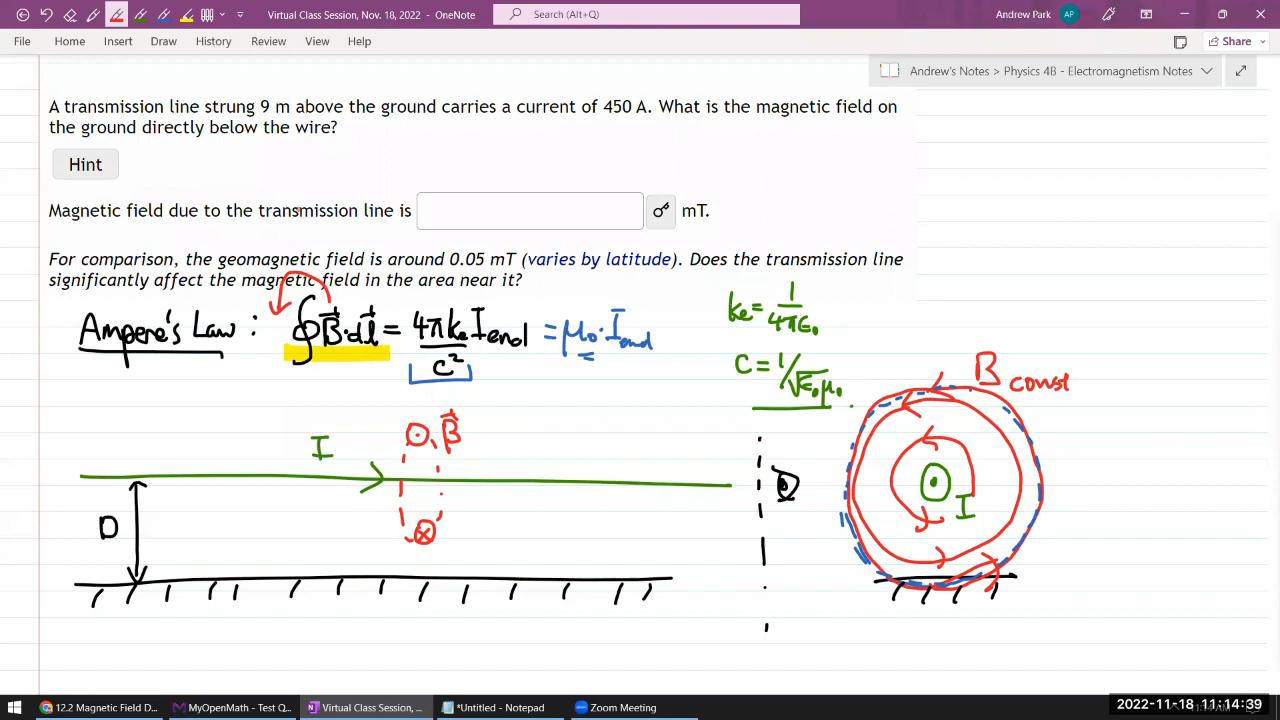 Virtual Class Session, Nov. 18, 2022 - OneNote
Search (Alt+Q)
Andrew Park
AP
File
Home
Insert
Draw
History
Review
View
Help
Share
Andrew's Notes > Physics 4B - Electromagnetism Notes
A transmission line strung 9 m above the ground carries a current of 450 A. What is the magnetic field on
the ground directly below the wire?
Hint
Magnetic field due to the transmission line is
mT.
For comparison, the geomagnetic field is around 0.05 mT (varies by latitude). Does the transmission line
significantly affect the magnetic field in the area near it?
Ampere's Law : ∮B⃗·dl⃗ = 4πke/c² Iencl = μ₀·Iencl
ke = 1/4πε₀
c = 1/√ε₀μ₀
B const
I
⊙, B⃗
I
D
⊗
12.2 Magnetic Field D...
MyOpenMath - Test Q...
Virtual Class Session, ...
*Untitled - Notepad
Zoom Meeting
2022-11-18 11:14:39